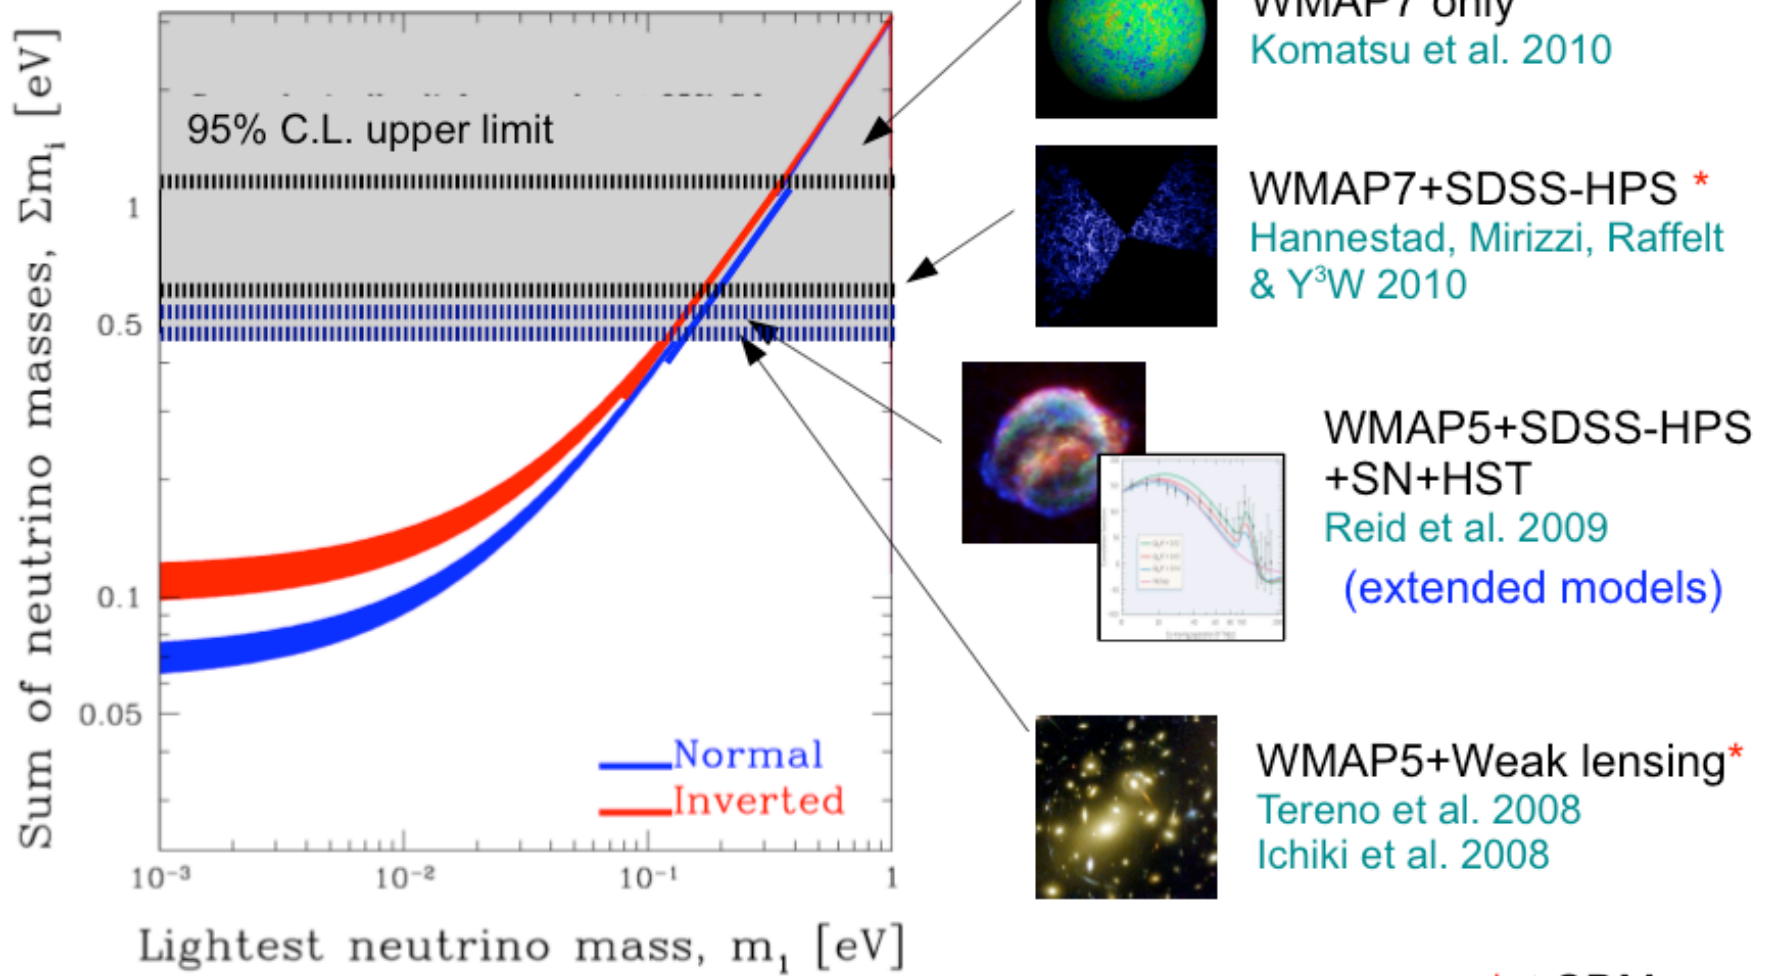 WMAP7 only
Komatsu et al. 2010
95% C.L. upper limit
Sum of neutrino masses, Σmᵢ [eV]
1
0.5
0.1
0.05
Normal
Inverted
10⁻³
10⁻²
10⁻¹
1
Lightest neutrino mass, m₁ [eV]
WMAP7+SDSS-HPS *
Hannestad, Mirizzi, Raffelt
& Y³W 2010
WMAP5+SDSS-HPS
+SN+HST
Reid et al. 2009
(extended models)
WMAP5+Weak lensing*
Tereno et al. 2008
Ichiki et al. 2008